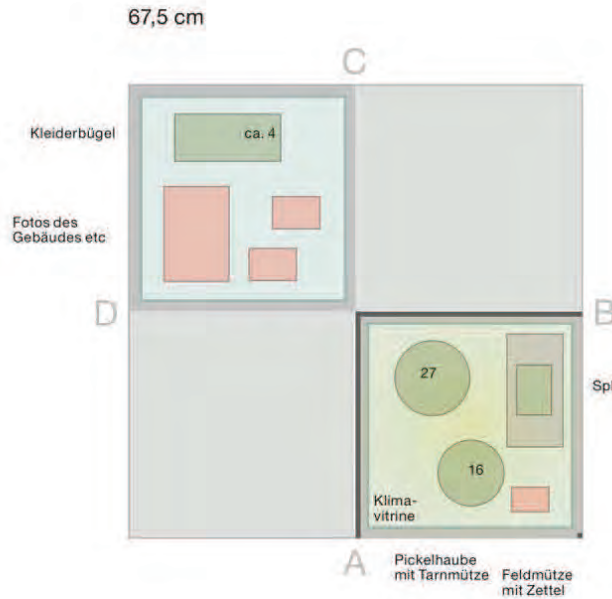 67,5 cm
C
Kleiderbügel
ca. 4
Fotos des
Gebäudes etc
D
B
27
Spl
16
Klima-
vitrine
A
Pickelhaube
mit Tarnmütze
Feldmütze
mit Zettel